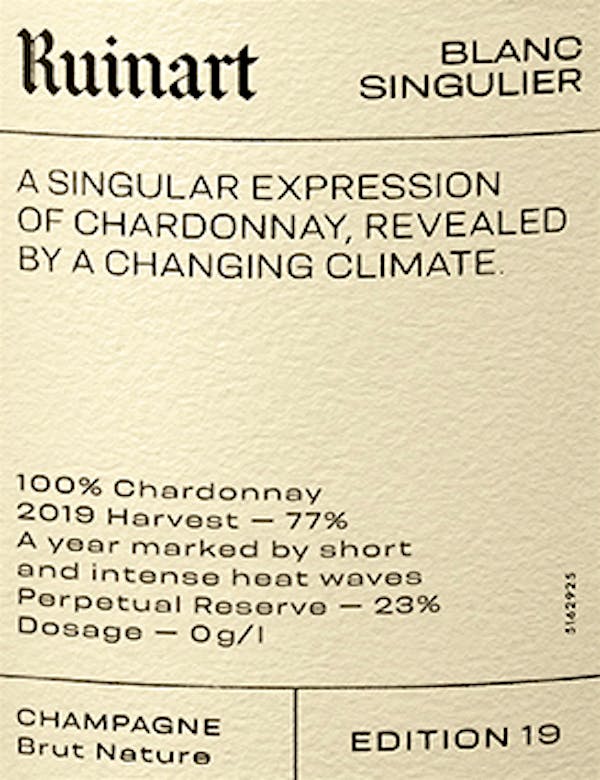 Ruinart
BLANC
SINGULIER
A SINGULAR EXPRESSION
OF CHARDONNAY, REVEALED
BY A CHANGING CLIMATE.
100% Chardonnay
2019 Harvest – 77%
A year marked by short
and intense heat waves
Perpetual Reserve – 23%
Dosage – 0g/l
5162925
CHAMPAGNE
Brut Nature
EDITION 19